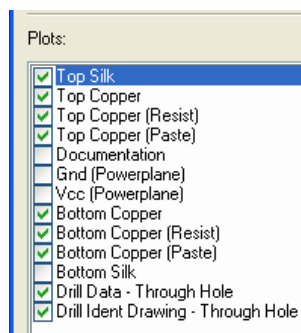 Plots:
Top Silk
Top Copper
Top Copper (Resist)
Top Copper (Paste)
Documentation
Gnd (Powerplane)
Vcc (Powerplane)
Bottom Copper
Bottom Copper (Resist)
Bottom Copper (Paste)
Bottom Silk
Drill Data - Through Hole
Drill Ident Drawing - Through Hole